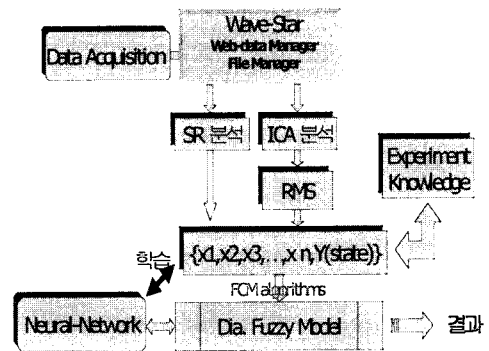 Wave-Star
Web-data Manager
File Manager
Data Acquisition
SR 분석
ICA 분석
Experiment
Knowledge
RMS
{x1,x2,x3,...,x n,Y(state)}
학습
FCM algorithms
Neural-Network
Dia. Fuzzy Model
결과